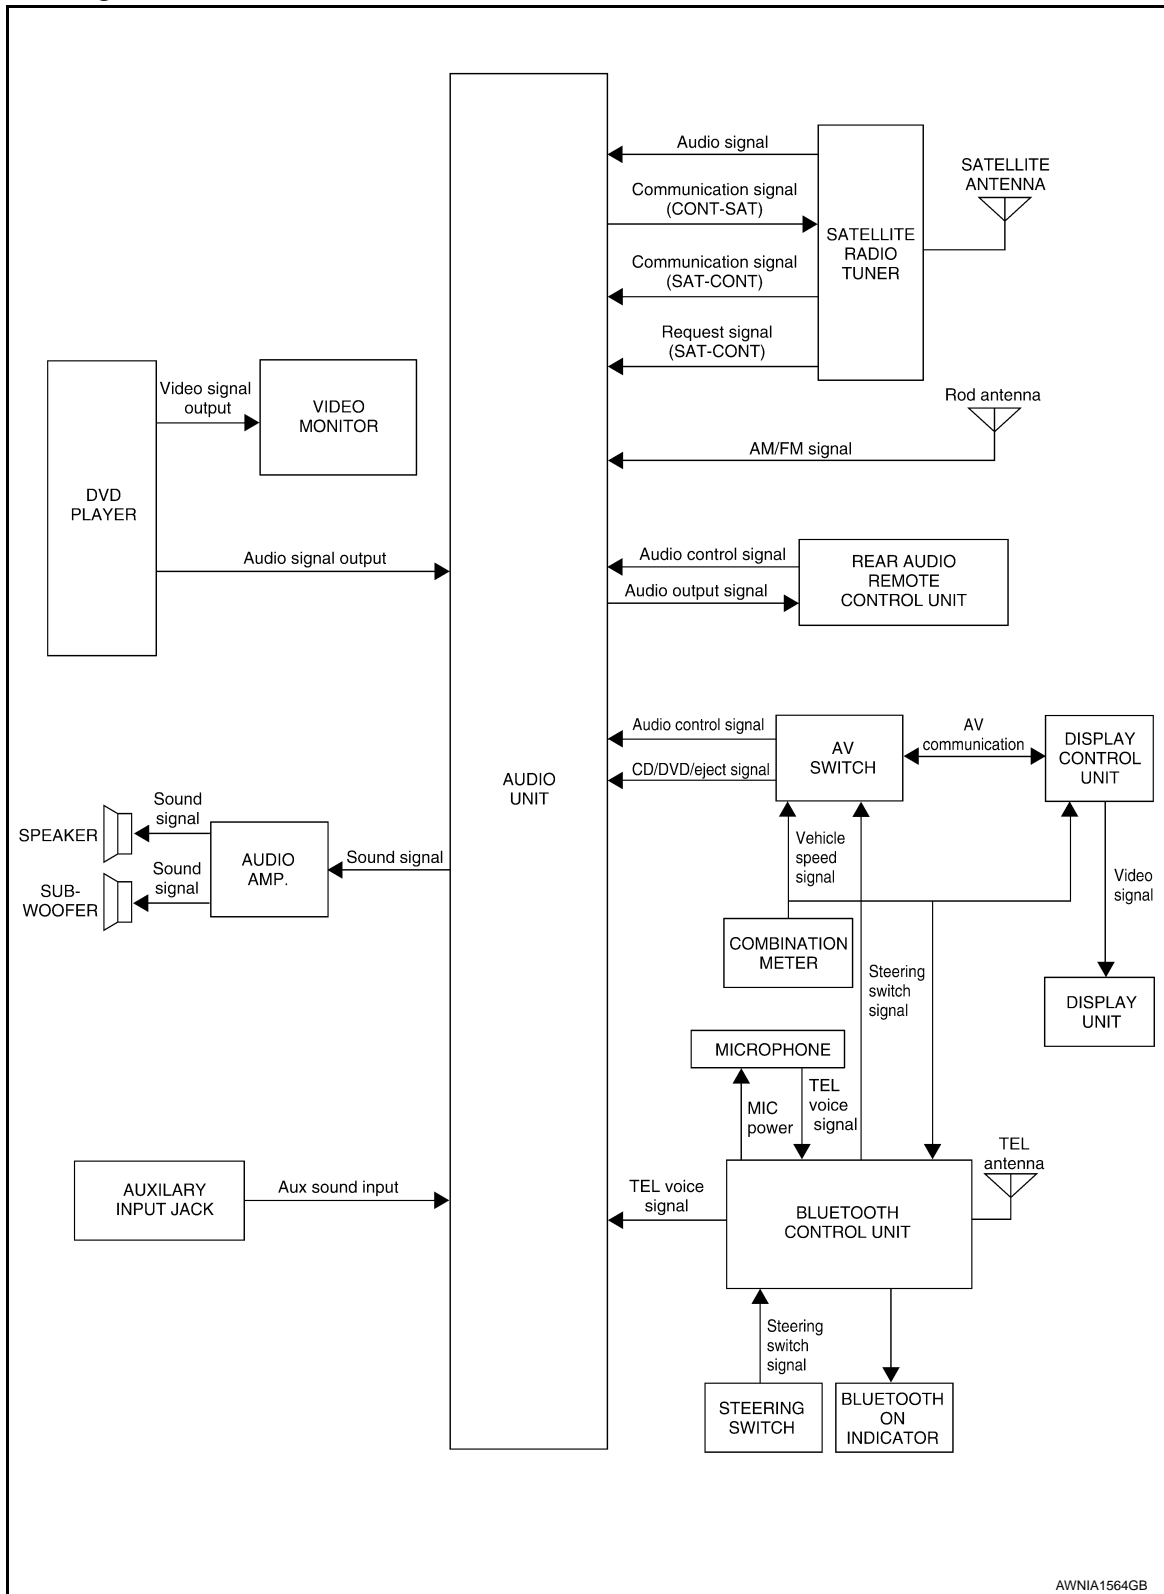 Audio signal
SATELLITE
ANTENNA
Communication signal
(CONT-SAT)
SATELLITE
RADIO
TUNER
Communication signal
(SAT-CONT)
Request signal
(SAT-CONT)
Video signal
output
VIDEO
MONITOR
Rod antenna
AM/FM signal
DVD
PLAYER
Audio signal output
Audio control signal
Audio output signal
REAR AUDIO
REMOTE
CONTROL UNIT
AUDIO
UNIT
Audio control signal
CD/DVD/eject signal
AV
SWITCH
AV
communication
DISPLAY
CONTROL
UNIT
SPEAKER
Sound
signal
SUB-
WOOFER
Sound
signal
AUDIO
AMP.
Sound signal
Vehicle
speed
signal
Video
signal
COMBINATION
METER
Steering
switch
signal
DISPLAY
UNIT
MICROPHONE
MIC
power
TEL
voice
signal
TEL
antenna
AUXILARY
INPUT JACK
Aux sound input
TEL voice
signal
BLUETOOTH
CONTROL UNIT
Steering
switch
signal
STEERING
SWITCH
BLUETOOTH
ON
INDICATOR
AWNIA1564GB